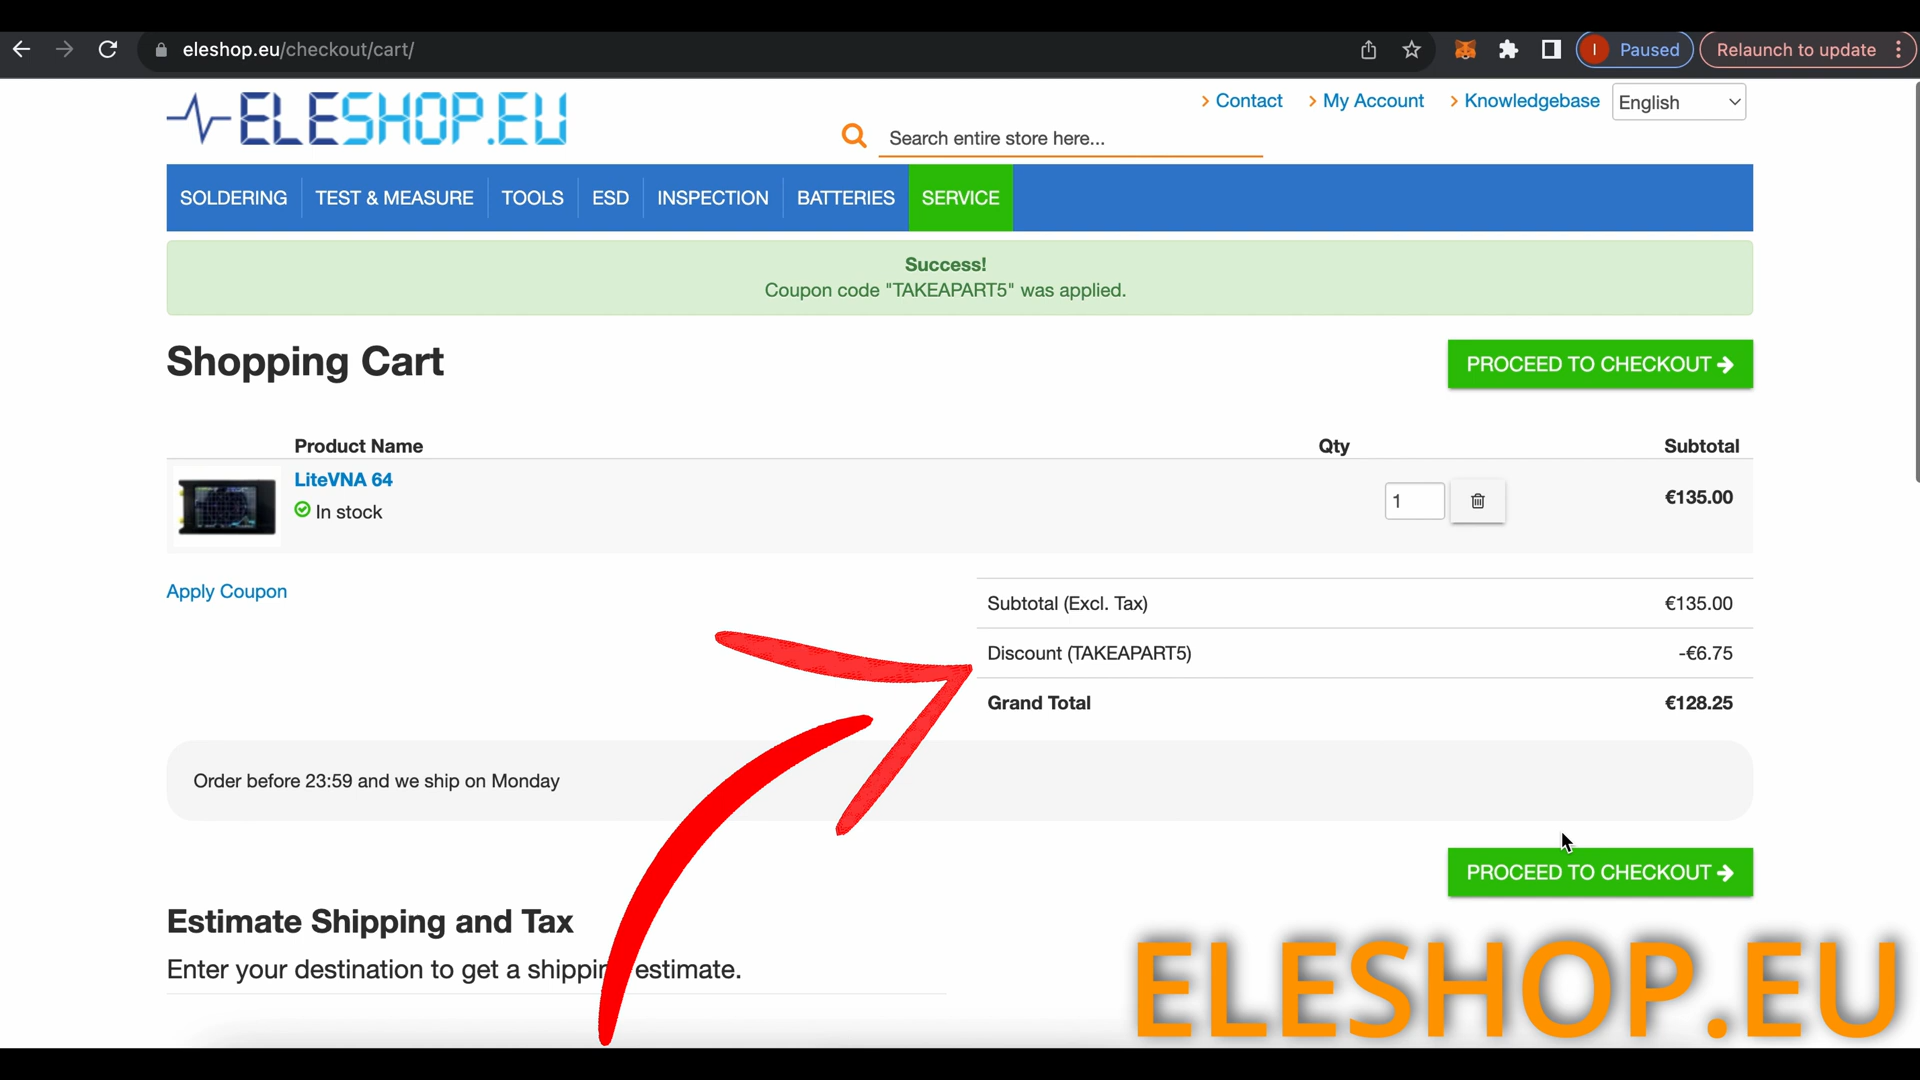 eleshop.eu/checkout/cart/
I
Paused
Relaunch to update
ELESHOP.EU
Contact
My Account
Knowledgebase
English
Search entire store here...
SOLDERING
TEST & MEASURE
TOOLS
ESD
INSPECTION
BATTERIES
SERVICE
Success!
Coupon code "TAKEAPART5" was applied.
Shopping Cart
PROCEED TO CHECKOUT
Product Name
Qty
Subtotal
LiteVNA 64
In stock
1
€135.00
Apply Coupon
Subtotal (Excl. Tax)
€135.00
Discount (TAKEAPART5)
-€6.75
Grand Total
€128.25
Order before 23:59 and we ship on Monday
PROCEED TO CHECKOUT
Estimate Shipping and Tax
Enter your destination to get a shipping estimate.
ELESHOP.EU